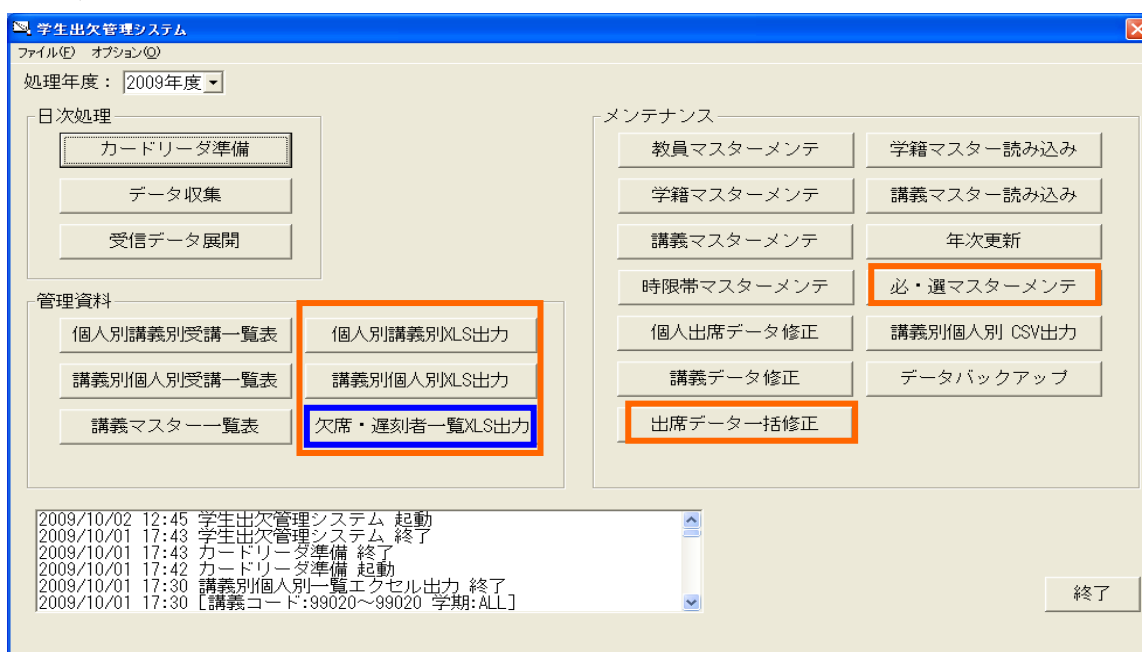 学生出欠管理システム
ファイル(F) オプション(O)
処理年度： 2009年度
日次処理
カードリーダ準備
データ収集
受信データ展開
管理資料
個人別講義別受講一覧表 個人別講義別XLS出力
講義別個人別受講一覧表 講義別個人別XLS出力
講義マスター一覧表 欠席・遅刻者一覧XLS出力
メンテナンス
教員マスターメンテ 学籍マスター読み込み
学籍マスターメンテ 講義マスター読み込み
講義マスターメンテ 年次更新
時限帯マスターメンテ 必・選マスターメンテ
個人出席データ修正 講義別個人別 CSV出力
講義データ修正 データバックアップ
出席データ一括修正
2009/10/02 12:45 学生出欠管理システム 起動
2009/10/01 17:43 学生出欠管理システム 終了
2009/10/01 17:43 カードリーダ準備 終了
2009/10/01 17:42 カードリーダ準備 起動
2009/10/01 17:30 講義別個人別一覧エクセル出力 終了
2009/10/01 17:30 [講義コード:99020～99020 学期:ALL]
終了